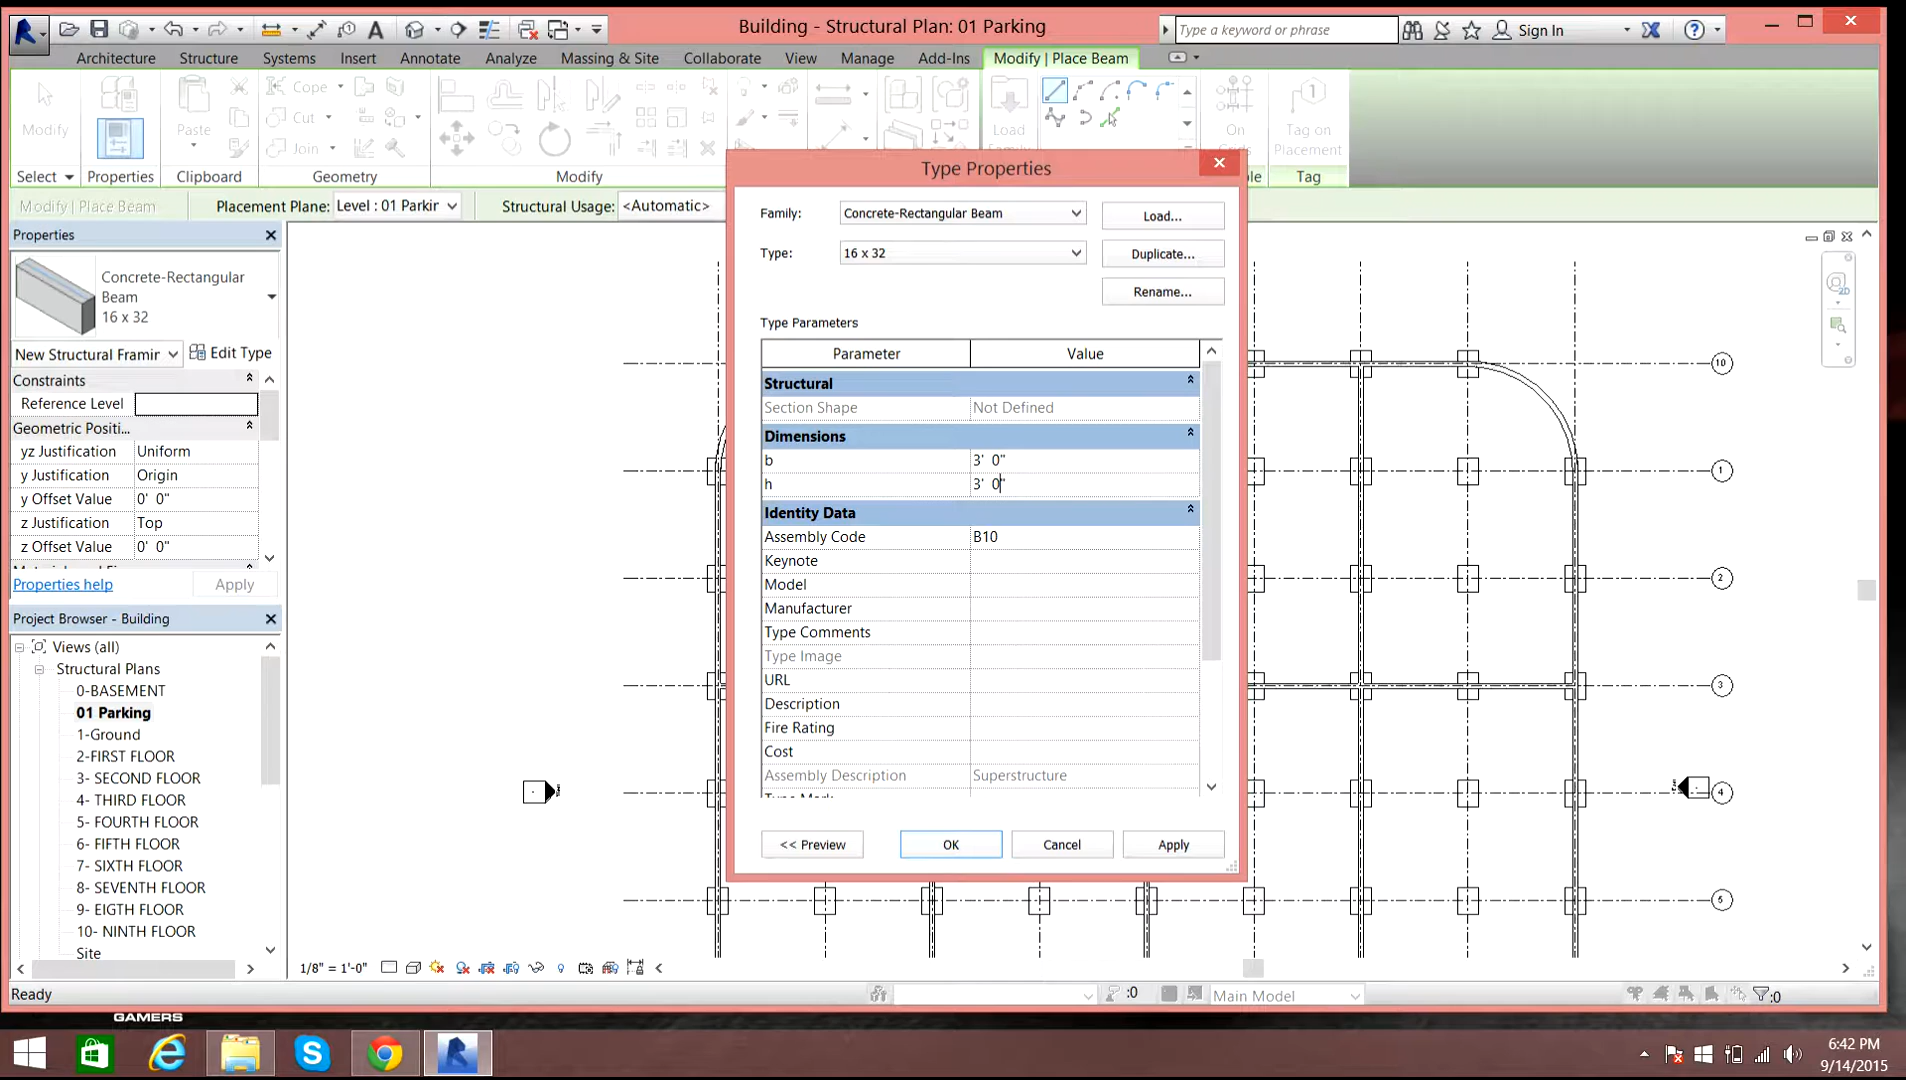 Building - Structural Plan: 01 Parking
Type a keyword or phrase
Sign In
Architecture Structure Systems Insert Annotate Analyze Massing & Site Collaborate View Manage Add-Ins Modify | Place Beam
Modify
Paste
Cope
Cut
Join
Load
On
Grids
Tag on
Placement
Select Properties Clipboard Geometry Modify Tag
Modify | Place Beam
Placement Plane: Level : 01 Parkir
Structural Usage: <Automatic>
Properties
Concrete-Rectangular
Beam
16 x 32
New Structural Framir
Edit Type
Constraints
Reference Level
Geometric Positi...
yz Justification Uniform
y Justification Origin
y Offset Value 0' 0"
z Justification Top
z Offset Value 0' 0"
Properties help
Apply
Project Browser - Building
Views (all)
Structural Plans
0-BASEMENT
01 Parking
1-Ground
2-FIRST FLOOR
3- SECOND FLOOR
4- THIRD FLOOR
5- FOURTH FLOOR
6- FIFTH FLOOR
7- SIXTH FLOOR
8- SEVENTH FLOOR
9- EIGTH FLOOR
10- NINTH FLOOR
Site
Type Properties
Family: Concrete-Rectangular Beam
Load...
Type: 16 x 32
Duplicate...
Rename...
Type Parameters
Parameter Value
Structural
Section Shape Not Defined
Dimensions
b 3' 0"
h 3' 0"
Identity Data
Assembly Code B10
Keynote
Model
Manufacturer
Type Comments
Type Image
URL
Description
Fire Rating
Cost
Assembly Description Superstructure
Type Mark
<< Preview
OK
Cancel
Apply
10
1
2
3
4
1/8" = 1'-0"
Ready
:0
Main Model
:0
GAMERS
6:42 PM
9/14/2015